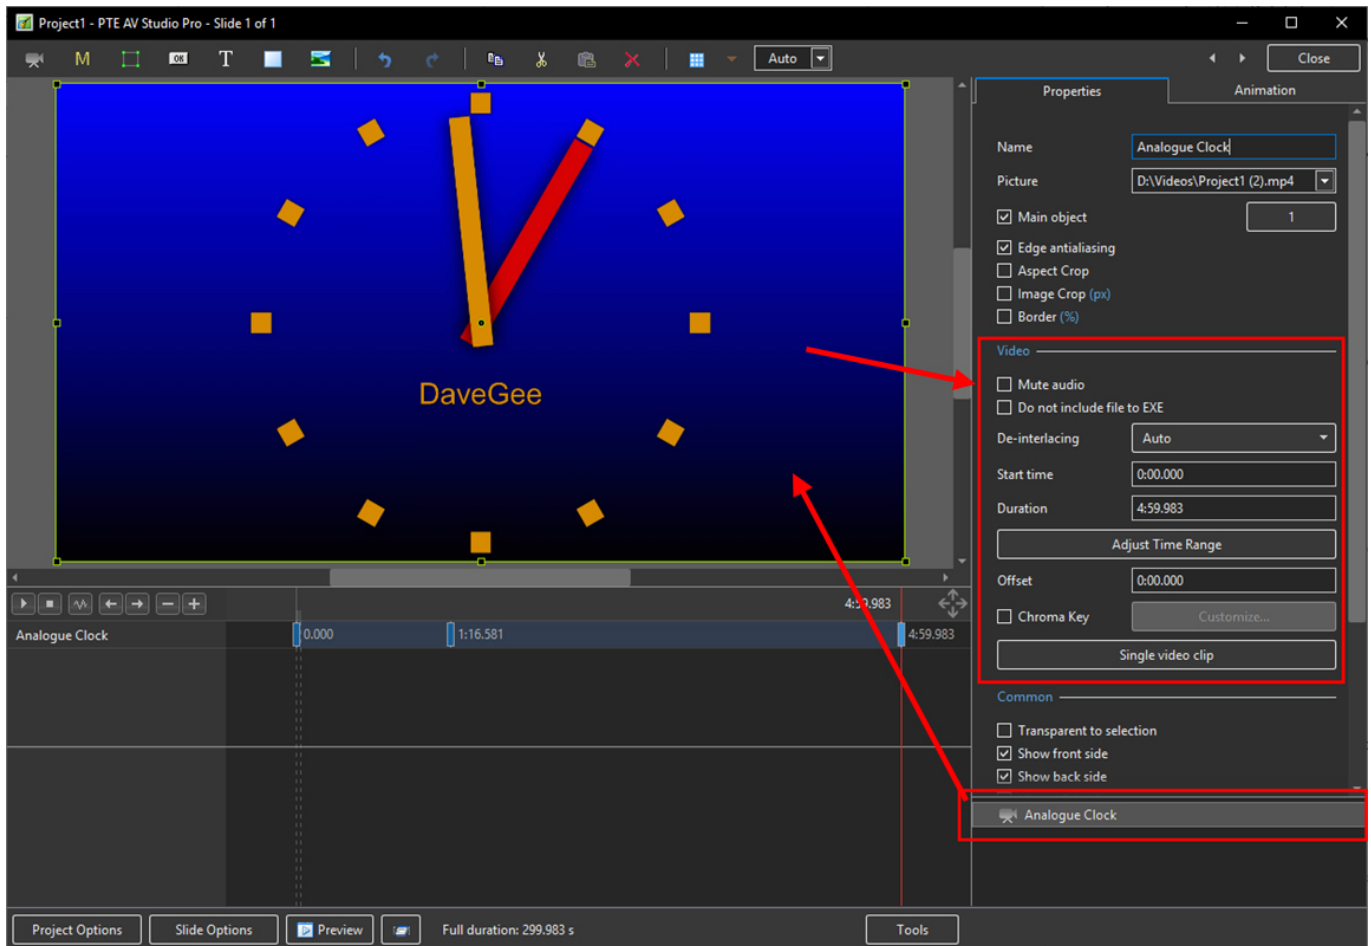 Project1 - PTE AV Studio Pro - Slide 1 of 1
M OK T Auto Close
Properties Animation
Name Analogue Clock
Picture D:\Videos\Project1 (2).mp4
Main object 1
Edge antialiasing
Aspect Crop
Image Crop (px)
Border (%)
DaveGee
Video
Mute audio
Do not include file to EXE
De-interlacing Auto
Start time 0:00.000
Duration 4:59.983
Adjust Time Range
Offset 0:00.000
Chroma Key Customize...
Single video clip
4:59.983
Analogue Clock 0.000 1:16.581 4:59.983
Common
Transparent to selection
Show front side
Show back side
Analogue Clock
Project Options Slide Options Preview Full duration: 299.983 s Tools